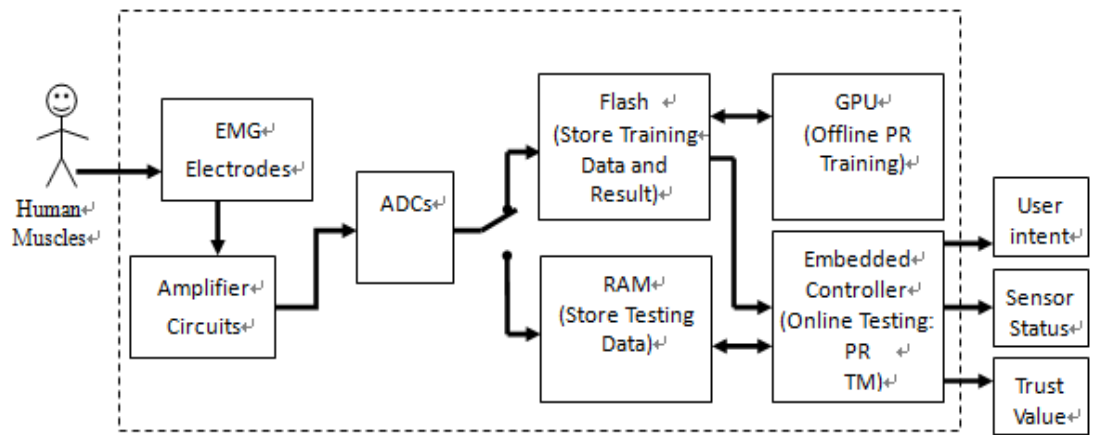 Human
Muscles
EMG
Electrodes
Amplifier
Circuits
ADCs
Flash
(Store Training
Data and
Result)
RAM
(Store Testing
Data)
GPU
(Offline PR
Training)
Embedded
Controller
(Online Testing:
PR
TM)
User
intent
Sensor
Status
Trust
Value